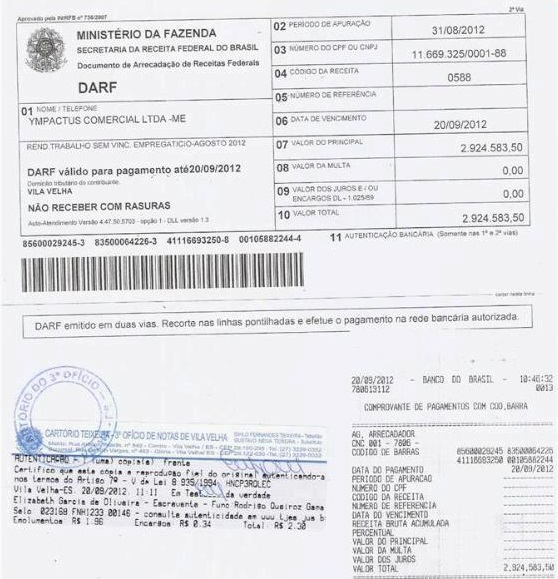 Aprovado pela IN/RFB nº 736/2007
2ª Via
MINISTÉRIO DA FAZENDA
SECRETARIA DA RECEITA FEDERAL DO BRASIL
Documento de Arrecadação de Receitas Federais
DARF
01 NOME / TELEFONE
YMPACTUS COMERCIAL LTDA -ME
REND.TRABALHO SEM VINC. EMPREGATICIO-AGOSTO 2012
DARF válido para pagamento até20/09/2012
Domicílio tributário do contribuinte:
VILA VELHA
NÃO RECEBER COM RASURAS
Auto-Atendimento Versão 4.47.50.5703 - opção 1 - DLL versão 1.3
02 PERÍODO DE APURAÇÃO 31/08/2012
03 NÚMERO DO CPF OU CNPJ 11.669.325/0001-88
04 CÓDIGO DA RECEITA 0588
05 NÚMERO DE REFERÊNCIA
06 DATA DE VENCIMENTO 20/09/2012
07 VALOR DO PRINCIPAL 2.924.583,50
08 VALOR DA MULTA 0,00
09 VALOR DOS JUROS E / OU ENCARGOS DL - 1.025/69 0,00
10 VALOR TOTAL 2.924.583,50
85600029245-3 83500064226-3 41116693250-8 00105882244-4
11 AUTENTICAÇÃO BANCÁRIA (Somente nas 1ª e 2ª vias)
DARF emitido em duas vias. Recorte nas linhas pontilhadas e efetue o pagamento na rede bancária autorizada.
CARTÓRIO DO 3º OFÍCIO
CARTÓRIO TEIXEIRA 3º OFÍCIO DE NOTAS DE VILA VELHA
AUTENTICAÇÃO (uma) cópia(s) frente
Certifico que esta cópia e reprodução fiel do original autenticando-a
nos termos do Artigo 7º - V da Lei 8.935/1994 HNCP3RQLEC
Vila Velha-ES. 20/09/2012. 11:11 Em Test da verdade
Elizabeth Garcia de Oliveira - Escrevente - Func Rodrigo Queiroz Gama
Selo 023168 FNH1233 00146 - consulte autenticidade em
Emolumentos R$ 1.96 Encargos R$ 0.34 Total: R$ 2.30
20/09/2012 - BANCO DO BRASIL - 10:46:32
780613112 0013
COMPROVANTE DE PAGAMENTOS COM COD.BARRA
AG. ARRECADADOR
CNC 001 - 7806 -
CODIGO DE BARRAS 85600029245 83500064226
41116693250 00105882244
DATA DO PAGAMENTO 20/09/2012
PERIODO DE APURACAO
NUMERO DO CPF
CODIGO DA RECEITA
NUMERO DE REFERENCIA
DATA DO VENCIMENTO
RECEITA BRUTA ACUMULADA
PERCENTUAL
VALOR DO PRINCIPAL
VALOR DA MULTA
VALOR DOS JUROS
VALOR TOTAL 2.924.583,50